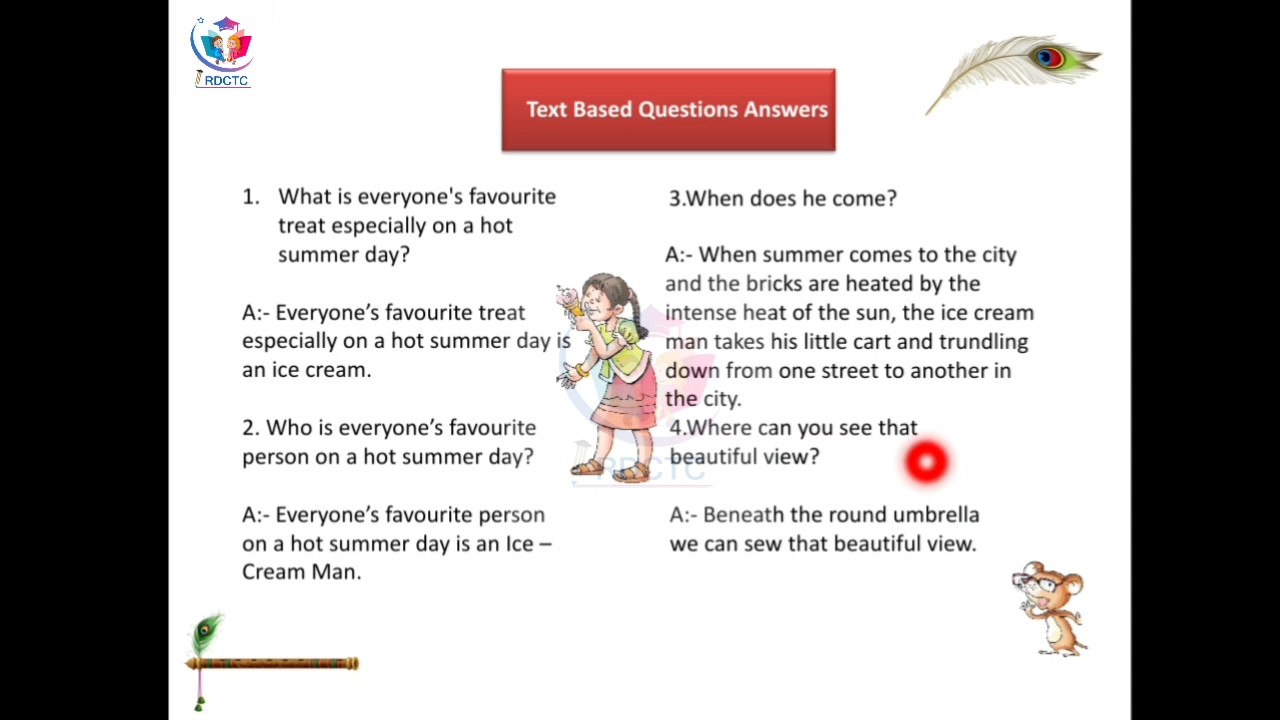 RDCTC
Text Based Questions Answers
1. What is everyone's favourite
treat especially on a hot
summer day?
A:- Everyone’s favourite treat
especially on a hot summer day is
an ice cream.
2. Who is everyone’s favourite
person on a hot summer day?
A:- Everyone’s favourite person
on a hot summer day is an Ice –
Cream Man.
3.When does he come?
A:- When summer comes to the city
and the bricks are heated by the
intense heat of the sun, the ice cream
man takes his little cart and trundling
down from one street to another in
the city.
4.Where can you see that
beautiful view?
A:- Beneath the round umbrella
we can sew that beautiful view.
RDCTC